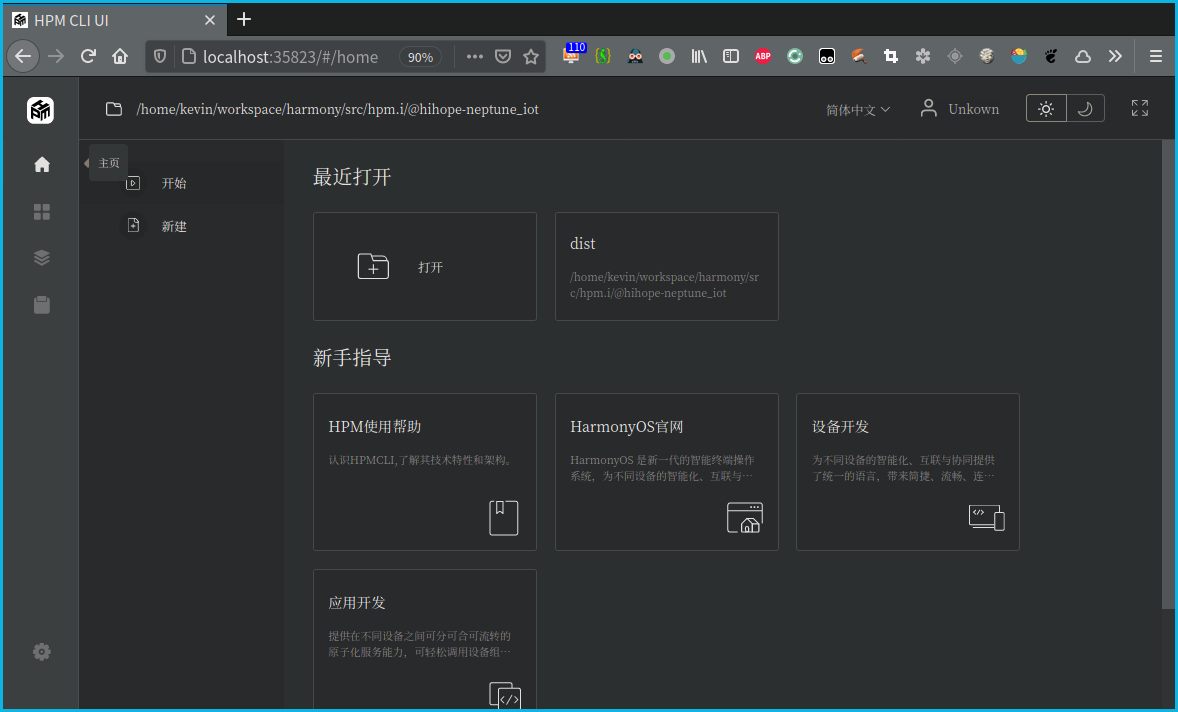 HPM CLI UI
localhost:35823/#/home
90%
110
ABP
/home/kevin/workspace/harmony/src/hpm.i/@hihope-neptune_iot
简体中文
Unkown
主页
开始
新建
最近打开
打开
dist
/home/kevin/workspace/harmony/sr
c/hpm.i/@hihope-neptune_iot
新手指导
HPM使用帮助
认识HPMCLI,了解其技术特性和架构。
HarmonyOS官网
HarmonyOS 是新一代的智能终端操作
系统，为不同设备的智能化、互联与…
设备开发
为不同设备的智能化、互联与协同提供
了统一的语言，带来简捷、流畅、连…
应用开发
提供在不同设备之间可分可合可流转的
原子化服务能力，可轻松调用设备组…